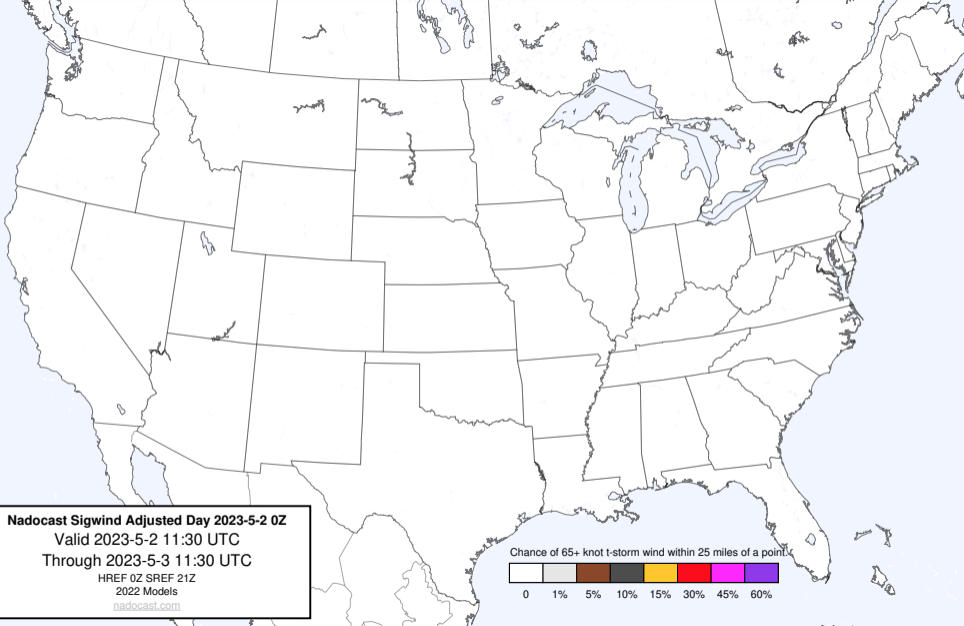 Nadocast Sigwind Adjusted Day 2023-5-2 0Z
Valid 2023-5-2 11:30 UTC
Through 2023-5-3 11:30 UTC
HREF 0Z SREF 21Z
2022 Models
nadocast.com
Chance of 65+ knot t-storm wind within 25 miles of a point.
0 1% 5% 10% 15% 30% 45% 60%